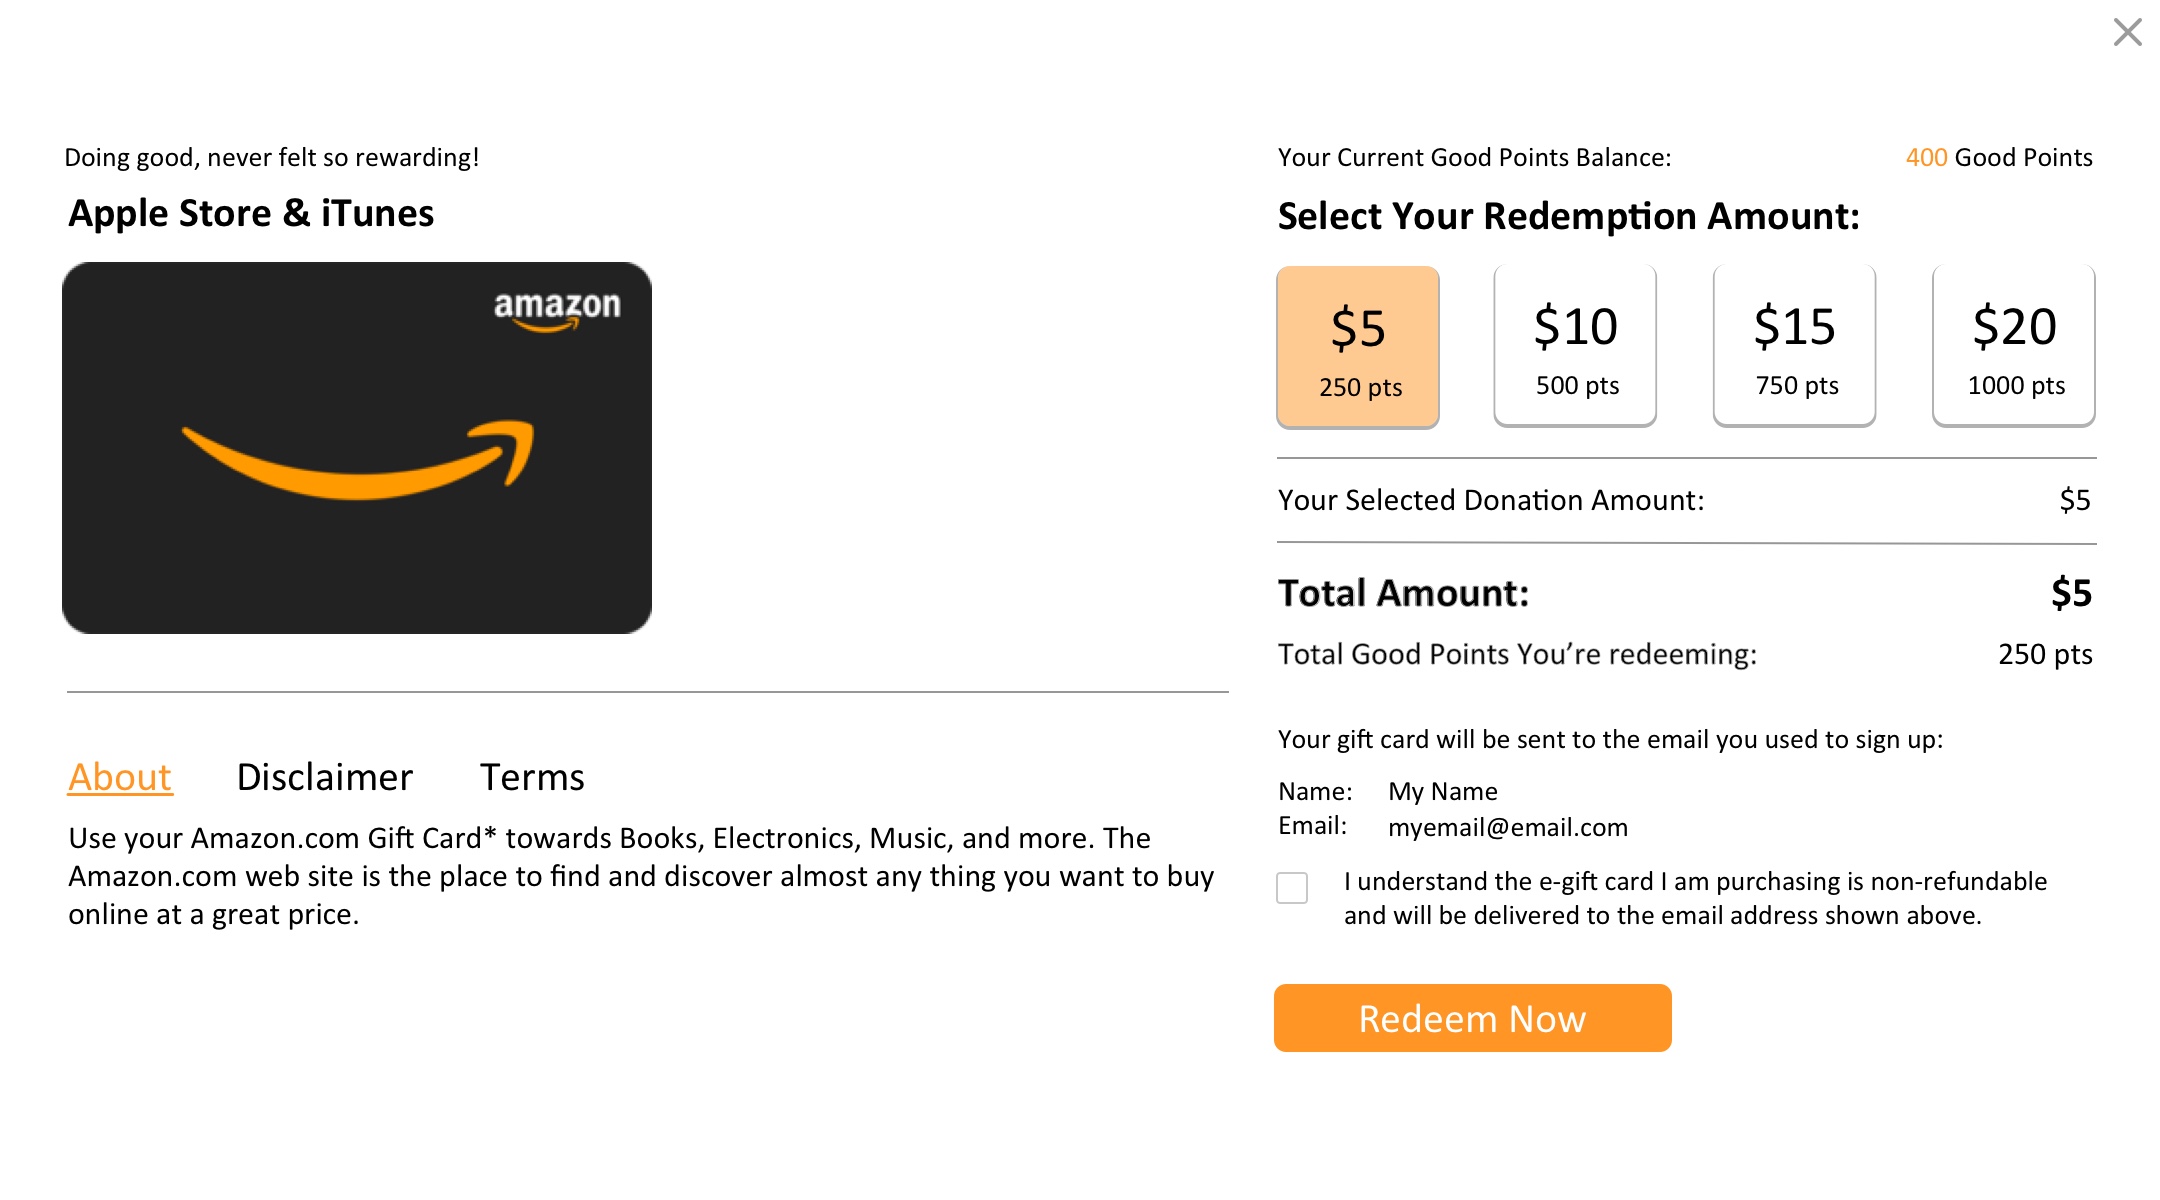 Doing good, never felt so rewarding!
Apple Store & iTunes
amazon
About Disclaimer Terms
Use your Amazon.com Gift Card* towards Books, Electronics, Music, and more. The
Amazon.com web site is the place to find and discover almost any thing you want to buy
online at a great price.
Your Current Good Points Balance: 400 Good Points
Select Your Redemption Amount:
$5 $10 $15 $20
250 pts 500 pts 750 pts 1000 pts
Your Selected Donation Amount: $5
Total Amount: $5
Total Good Points You’re redeeming: 250 pts
Your gift card will be sent to the email you used to sign up:
Name: My Name
Email: myemail@email.com
I understand the e-gift card I am purchasing is non-refundable
and will be delivered to the email address shown above.
Redeem Now